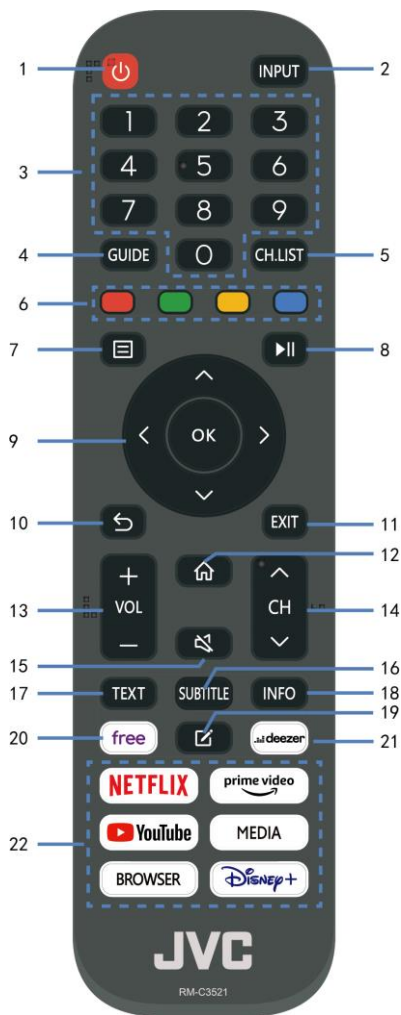 1 2
INPUT
1 2 3
3 4 5 6
7 8 9
4 GUIDE 0 CH.LIST 5
6
7 8
9 OK
10 EXIT 11
12
+
13 VOL CH 14
−
15
16
17 TEXT SUBTITLE INFO 18
19
20 free deezer 21
NETFLIX prime video
22 YouTube MEDIA
BROWSER Disney+
JVC
RM-C3521